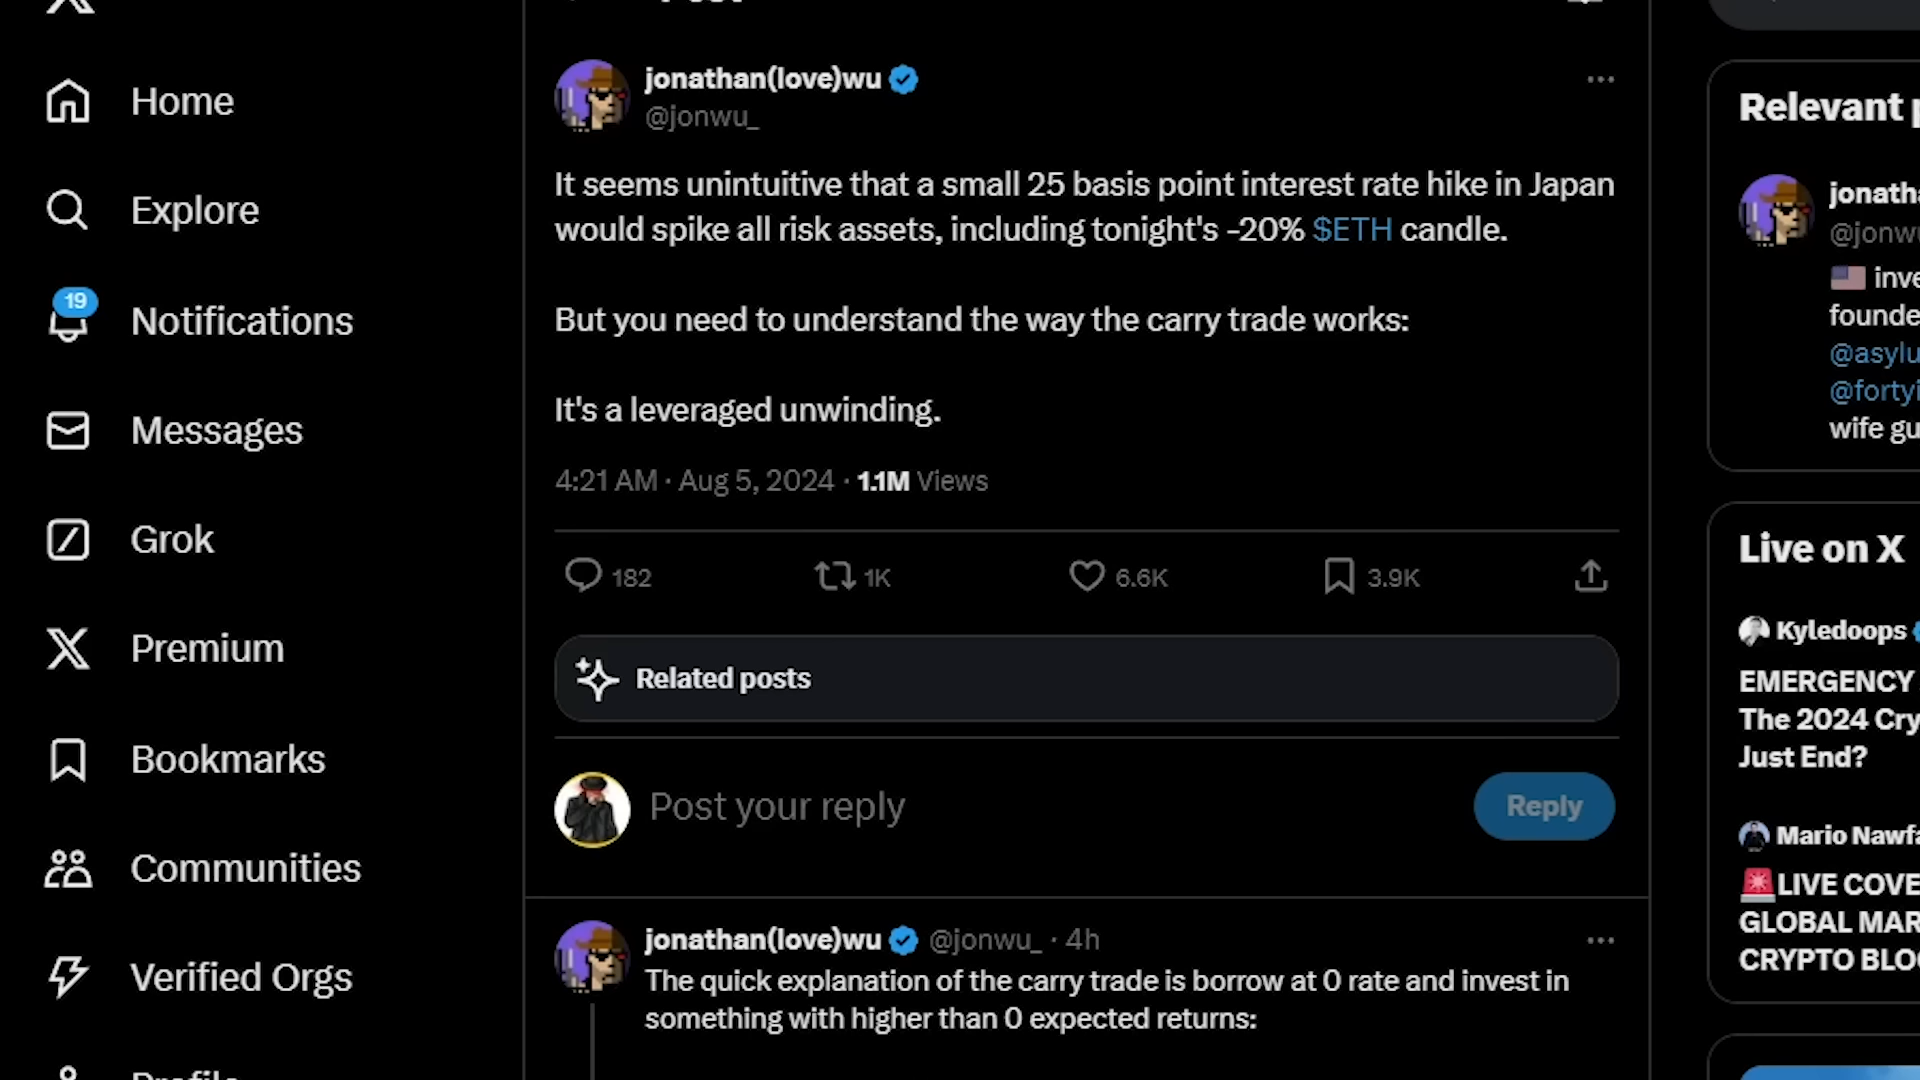 Home
Explore
19
Notifications
Messages
Grok
Premium
Bookmarks
Communities
Verified Orgs
jonathan(love)wu
@jonwu_
It seems unintuitive that a small 25 basis point interest rate hike in Japan
would spike all risk assets, including tonight's -20% $ETH candle.
But you need to understand the way the carry trade works:
It's a leveraged unwinding.
4:21 AM · Aug 5, 2024 · 1.1M Views
182 1K 6.6K 3.9K
Related posts
Post your reply
Reply
jonathan(love)wu @jonwu_ · 4h
The quick explanation of the carry trade is borrow at 0 rate and invest in
something with higher than 0 expected returns:
Relevant
Live on X
Kyledoops
EMERGENCY
The 2024
Just End?
Mario
LIVE
GLOBAL
CRYPTO